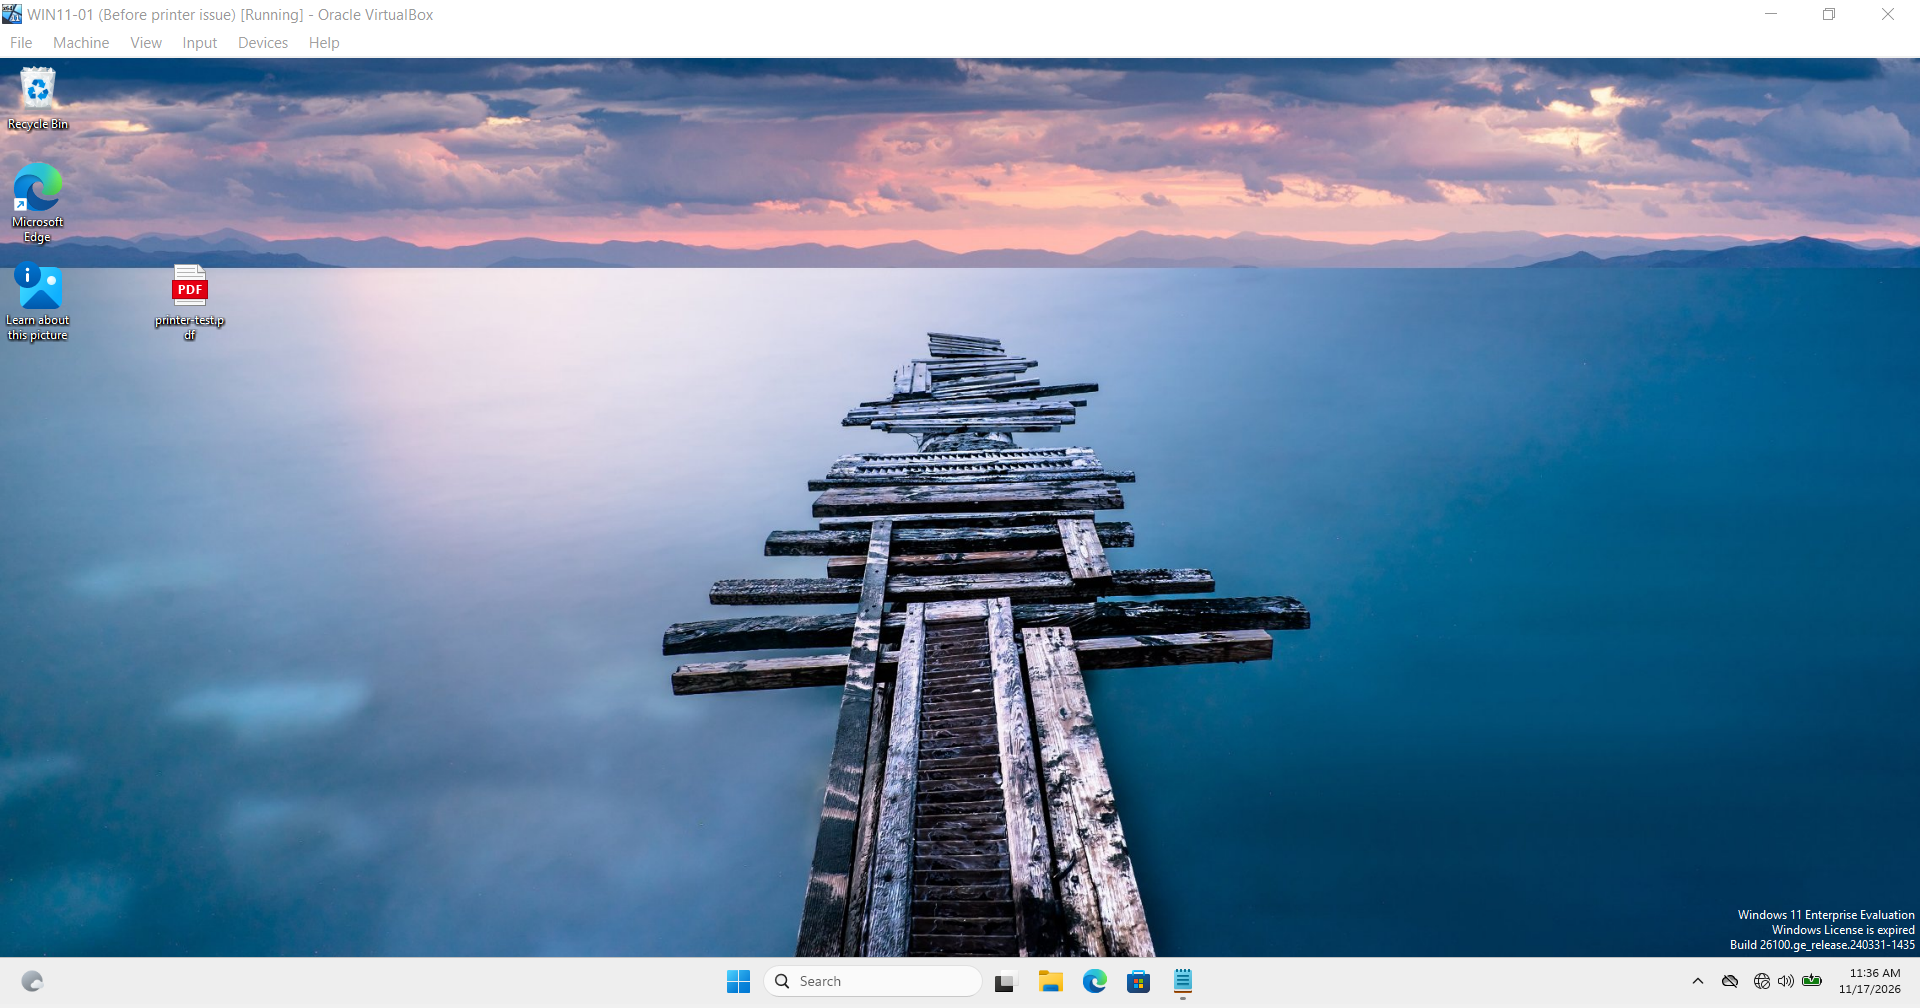 WIN11-01 (Before printer issue) [Running] - Oracle VirtualBox
File Machine View Input Devices Help
Recycle Bin
Microsoft
Edge
Learn about
this picture
PDF
printer-test.p
df
Windows 11 Enterprise Evaluation
Windows License is expired
Build 26100.ge_release.240331-1435
Search
11:36 AM
11/17/2026